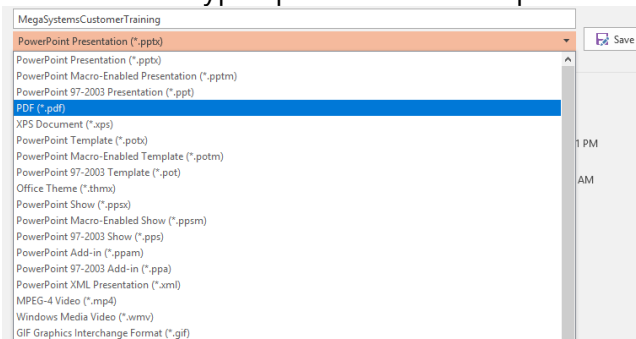 MegaSystemsCustomerTraining
PowerPoint Presentation (*.pptx)
Save
PowerPoint Presentation (*.pptx)
PowerPoint Macro-Enabled Presentation (*.pptm)
PowerPoint 97-2003 Presentation (*.ppt)
PDF (*.pdf)
XPS Document (*.xps)
PowerPoint Template (*.potx)
1 PM
PowerPoint Macro-Enabled Template (*.potm)
PowerPoint 97-2003 Template (*.pot)
AM
Office Theme (*.thmx)
PowerPoint Show (*.ppsx)
PowerPoint Macro-Enabled Show (*.ppsm)
PowerPoint 97-2003 Show (*.pps)
PowerPoint Add-in (*.ppam)
PowerPoint 97-2003 Add-in (*.ppa)
PowerPoint XML Presentation (*.xml)
MPEG-4 Video (*.mp4)
Windows Media Video (*.wmv)
GIF Graphics Interchange Format (*.gif)